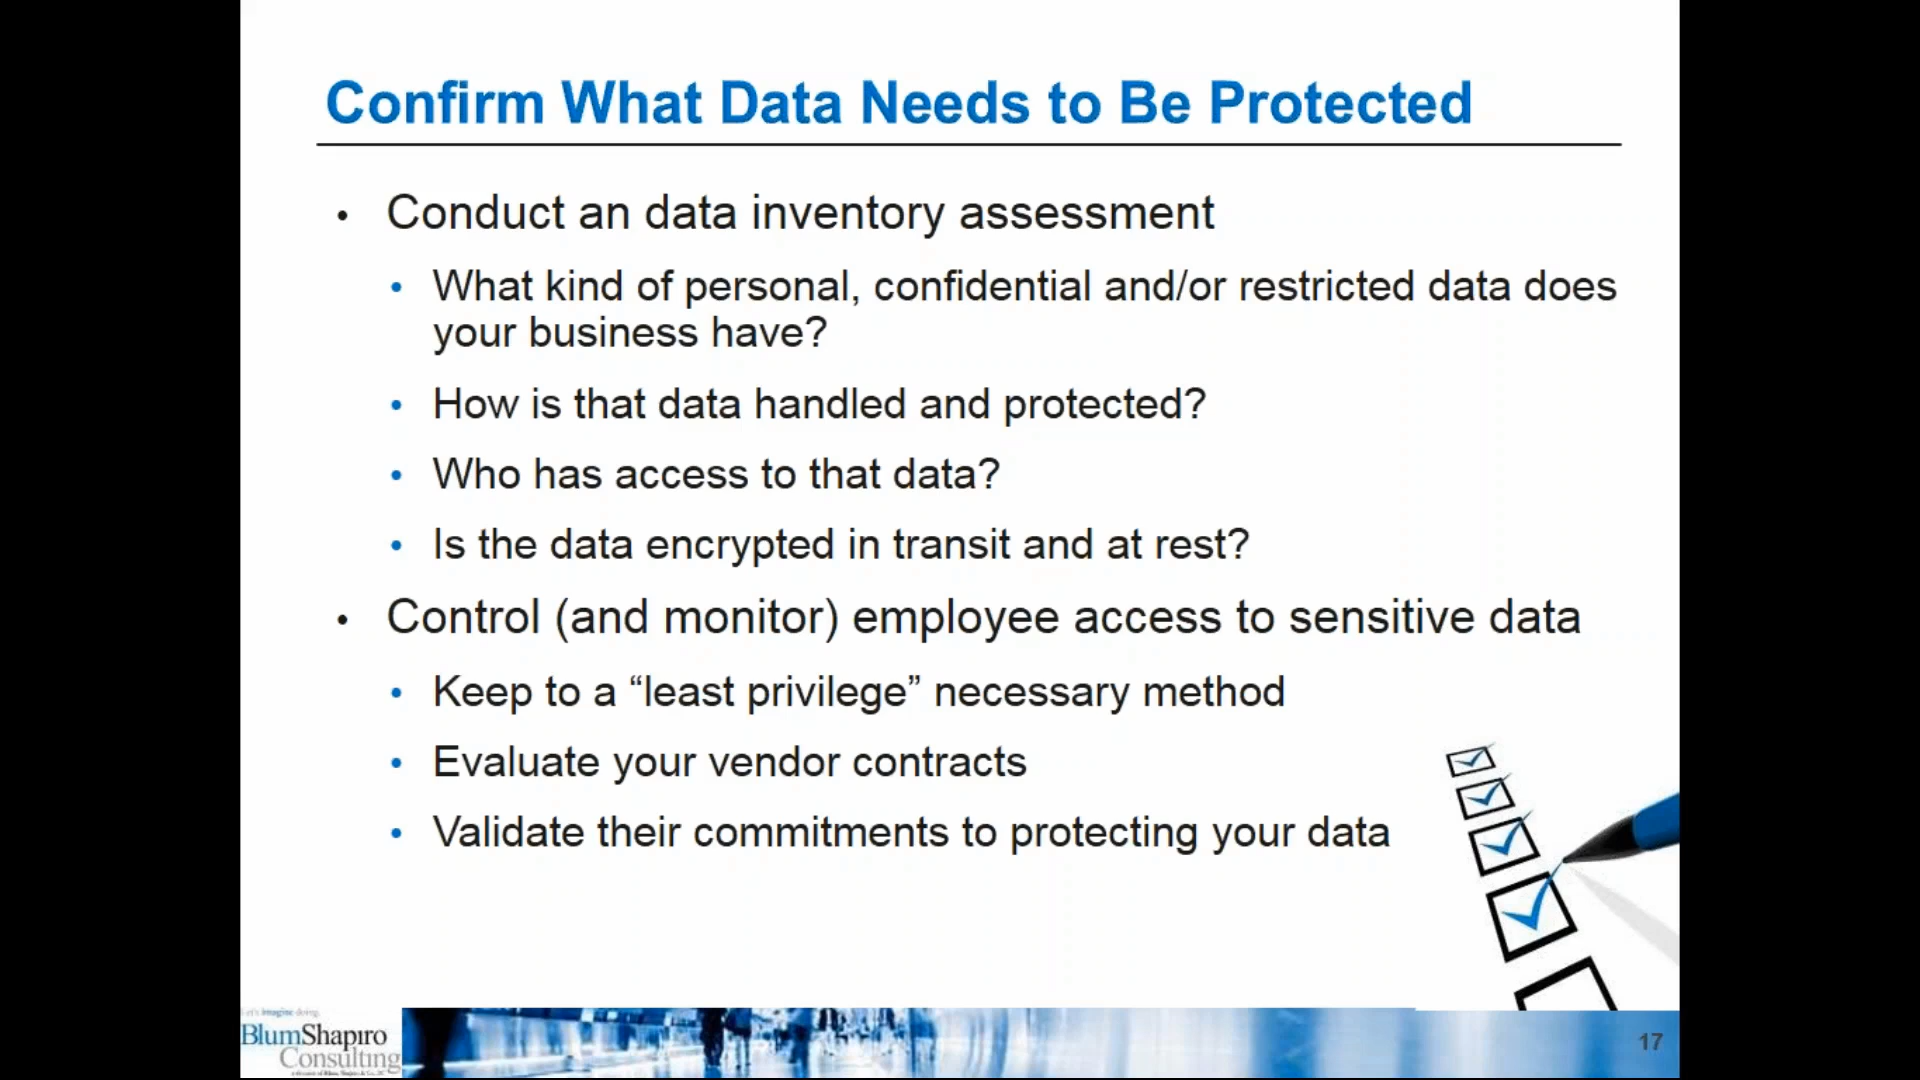 Confirm What Data Needs to Be Protected
• Conduct an data inventory assessment
• What kind of personal, confidential and/or restricted data does
your business have?
• How is that data handled and protected?
• Who has access to that data?
• Is the data encrypted in transit and at rest?
• Control (and monitor) employee access to sensitive data
• Keep to a “least privilege” necessary method
• Evaluate your vendor contracts
• Validate their commitments to protecting your data
Let's imagine doing.
BlumShapiro
Consulting
17